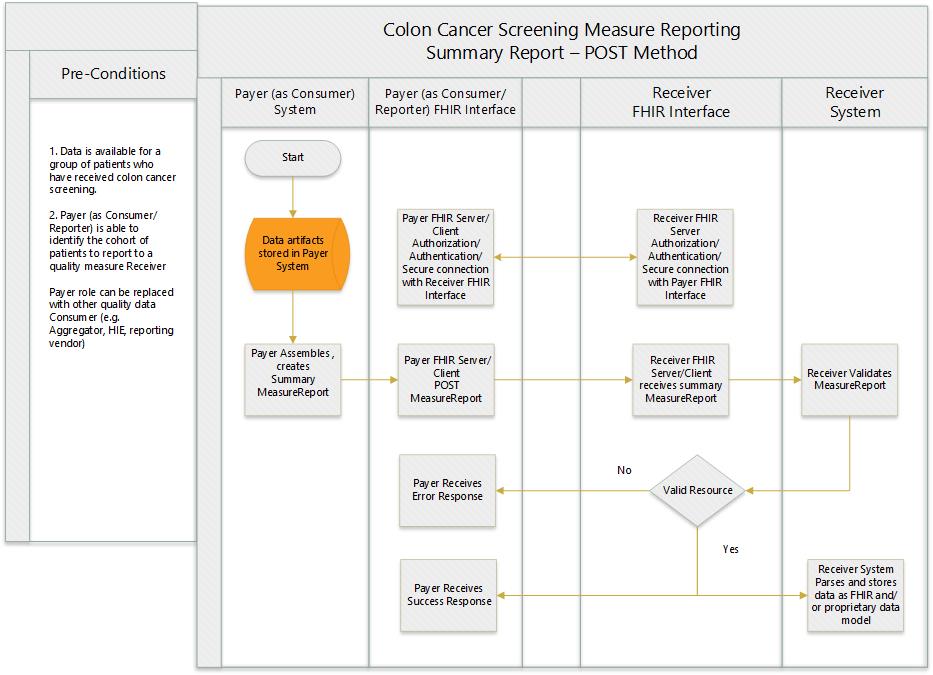 Colon Cancer Screening Measure Reporting
Summary Report – POST Method
Pre-Conditions
1. Data is available for a
group of patients who
have received colon cancer
screening.
2. Payer (as Consumer/
Reporter) is able to
identify the cohort of
patients to report to a
quality measure Receiver
Payer role can be replaced
with other quality data
Consumer (e.g.
Aggregator, HIE, reporting
vendor)
Payer (as Consumer)
System
Payer (as Consumer/
Reporter) FHIR Interface
Receiver
FHIR Interface
Receiver
System
Start
Data artifacts
stored in Payer
System
Payer FHIR Server/
Client
Authorization/
Authentication/
Secure connection
with Receiver FHIR
Interface
Receiver FHIR
Server
Authorization/
Authentication/
Secure connection
with Payer FHIR
Interface
Payer Assembles ,
creates
Summary
MeasureReport
Payer FHIR Server/
Client
POST
MeasureReport
Receiver FHIR
Server/Client
receives summary
MeasureReport
Receiver Validates
MeasureReport
Payer Receives
Error Response
No
Valid Resource
Yes
Payer Receives
Success Response
Receiver System
Parses and stores
data as FHIR and/
or proprietary data
model